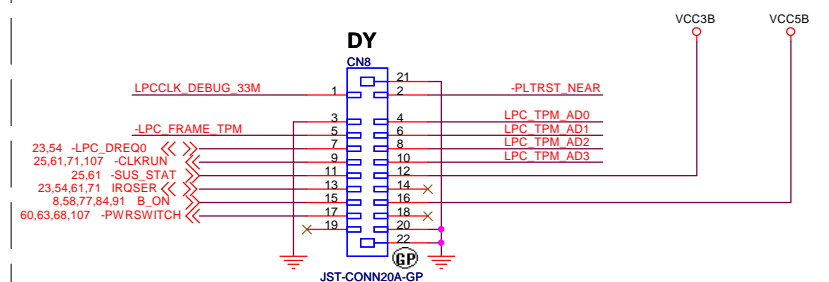 VCC3B VCC5B
DY
CN8
21
LPCCLK_DEBUG_33M 1 2 -PLTRST_NEAR
3 4 LPC_TPM_AD0
-LPC_FRAME_TPM 5 6 LPC_TPM_AD1
23,54 -LPC_DREQ0 7 8 LPC_TPM_AD2
25,61,71,107 -CLKRUN 9 10 LPC_TPM_AD3
25,61 -SUS_STAT 11 12
23,54,61,71 IRQSER 13 14
8,58,77,84,91 B_ON 15 16
60,63,68,107 -PWRSWITCH 17 18
19 20
22
GP
JST-CONN20A-GP